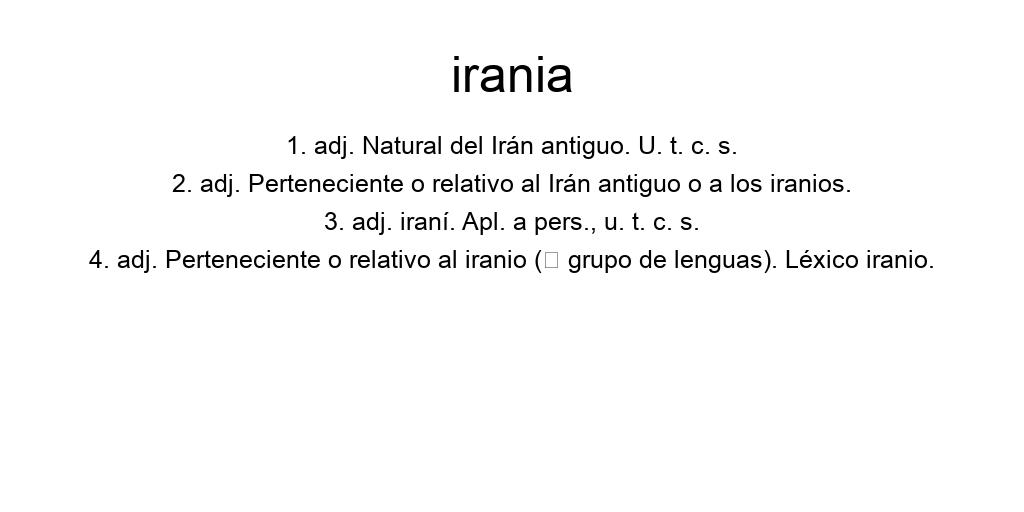 irania
1. adj. Natural del Irán antiguo. U. t. c. s.
2. adj. Perteneciente o relativo al Irán antiguo o a los iranios.
3. adj. iraní. Apl. a pers., u. t. c. s.
4. adj. Perteneciente o relativo al iranio (□ grupo de lenguas). Léxico iranio.